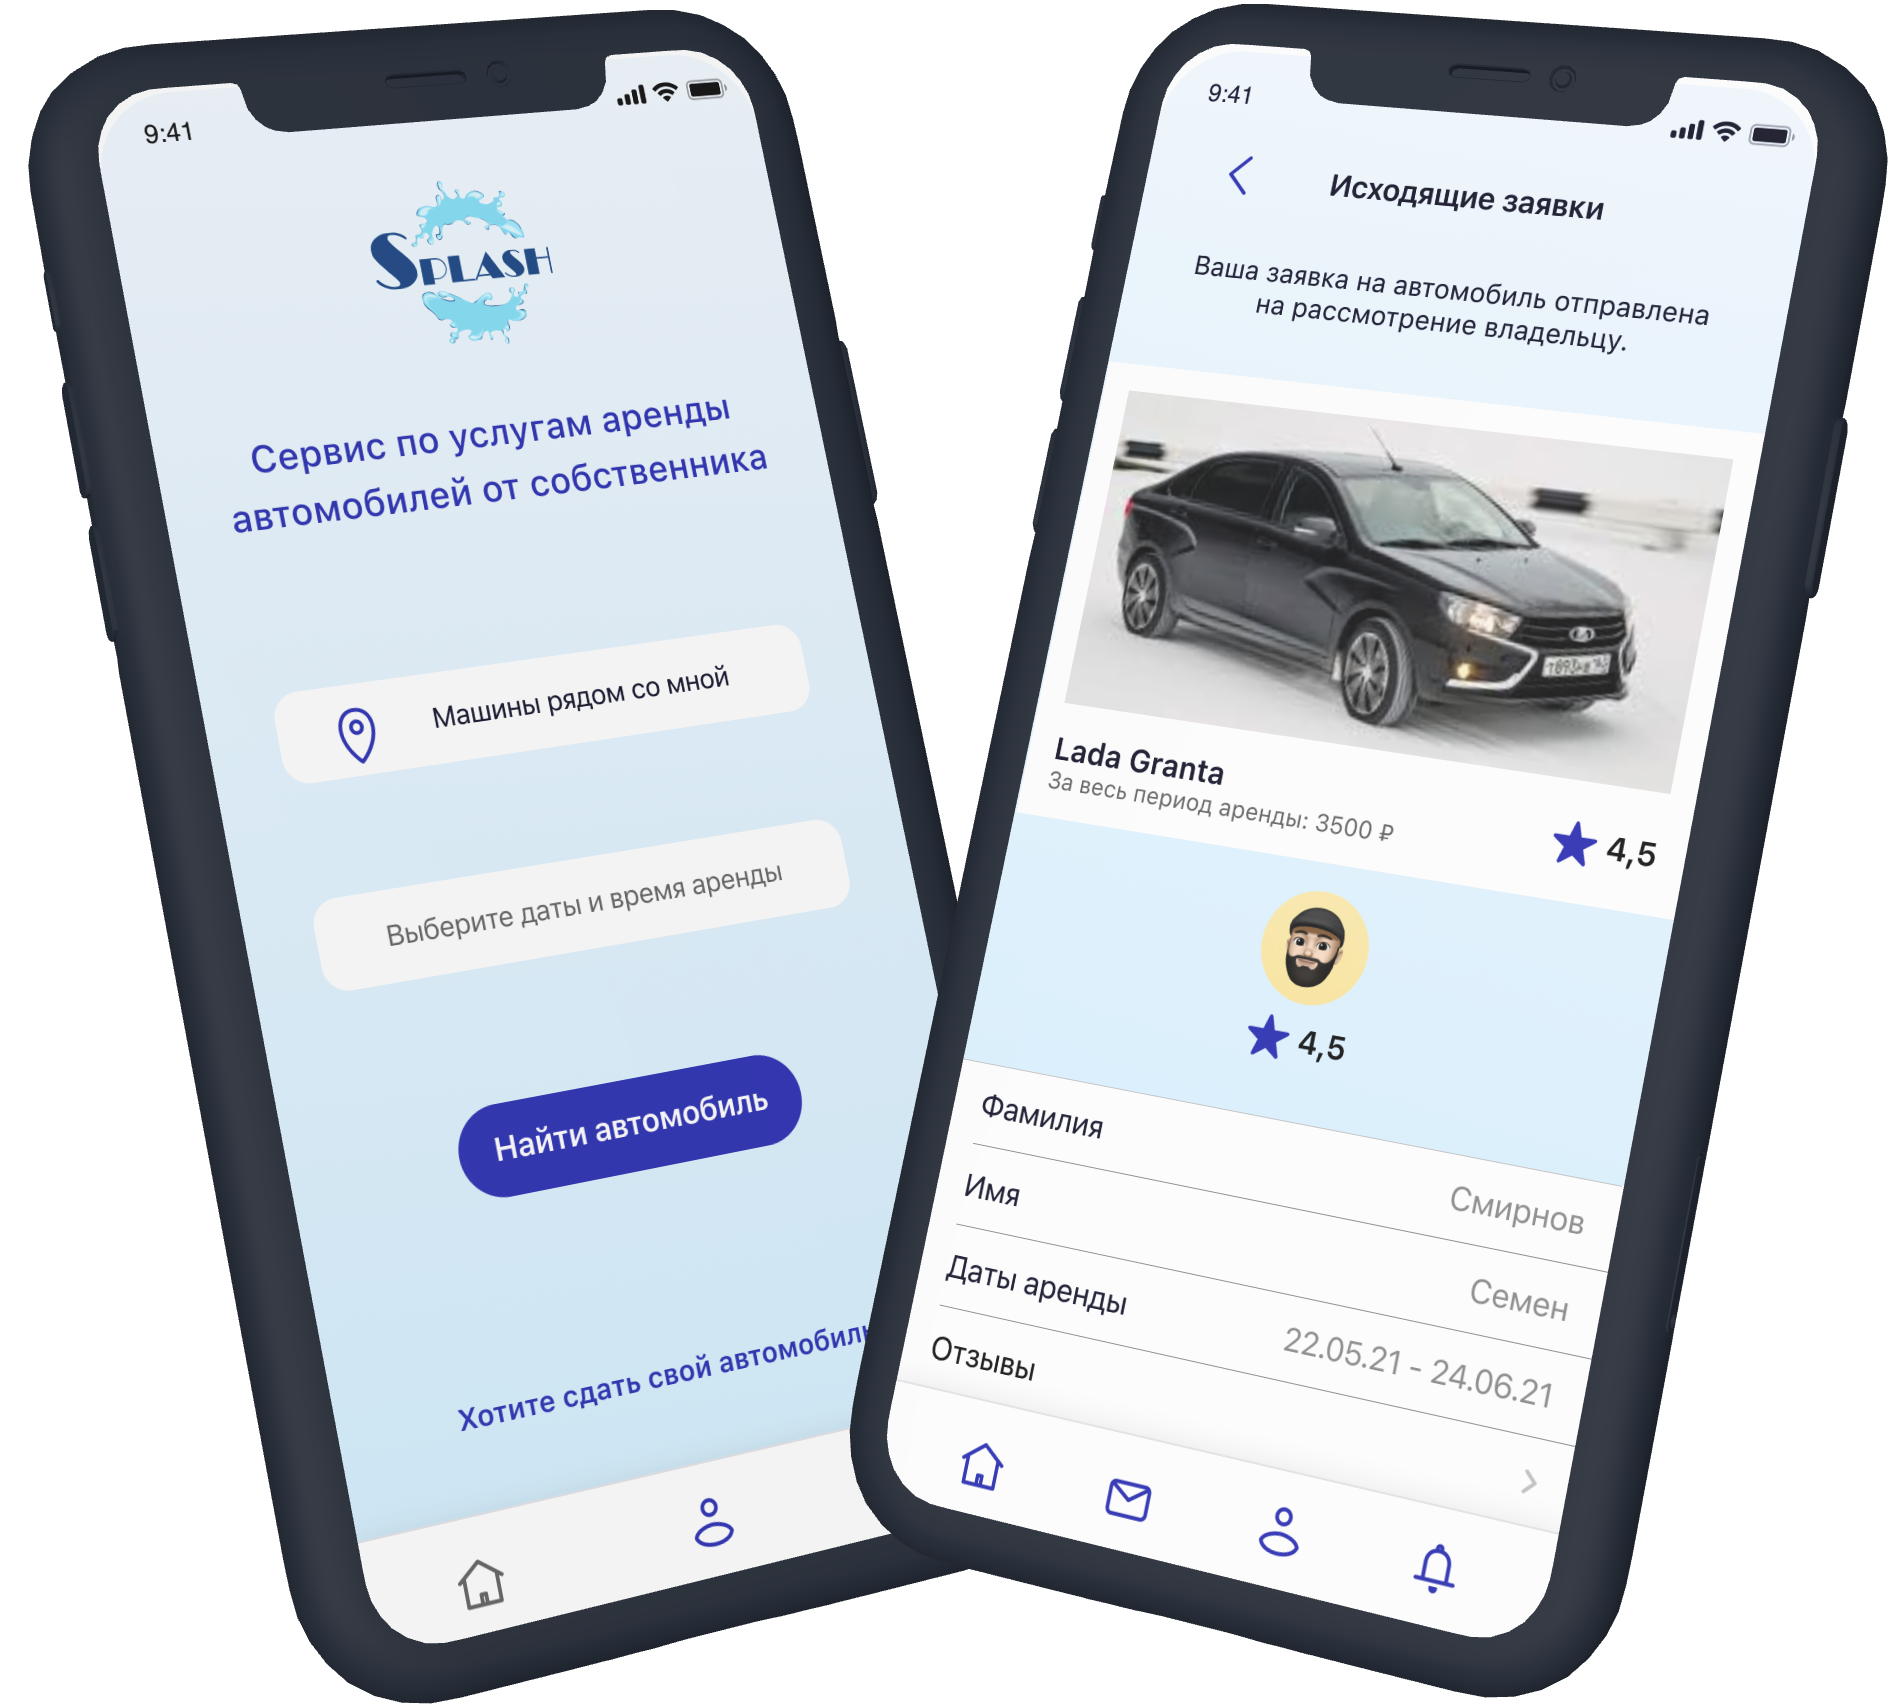 9:41
SPLASH
Сервис по услугам аренды
автомобилей от собственника
Машины рядом со мной
Выберите даты и время аренды
Найти автомобиль
Хотите сдать свой автомобиль
9:41
Исходящие заявки
Ваша заявка на автомобиль отправлена
на рассмотрение владельцу.
Lada Granta
За весь период аренды: 3500 ₽
4,5
4,5
Фамилия
Смирнов
Имя
Семен
Даты аренды
22.05.21 - 24.06.21
Отзывы